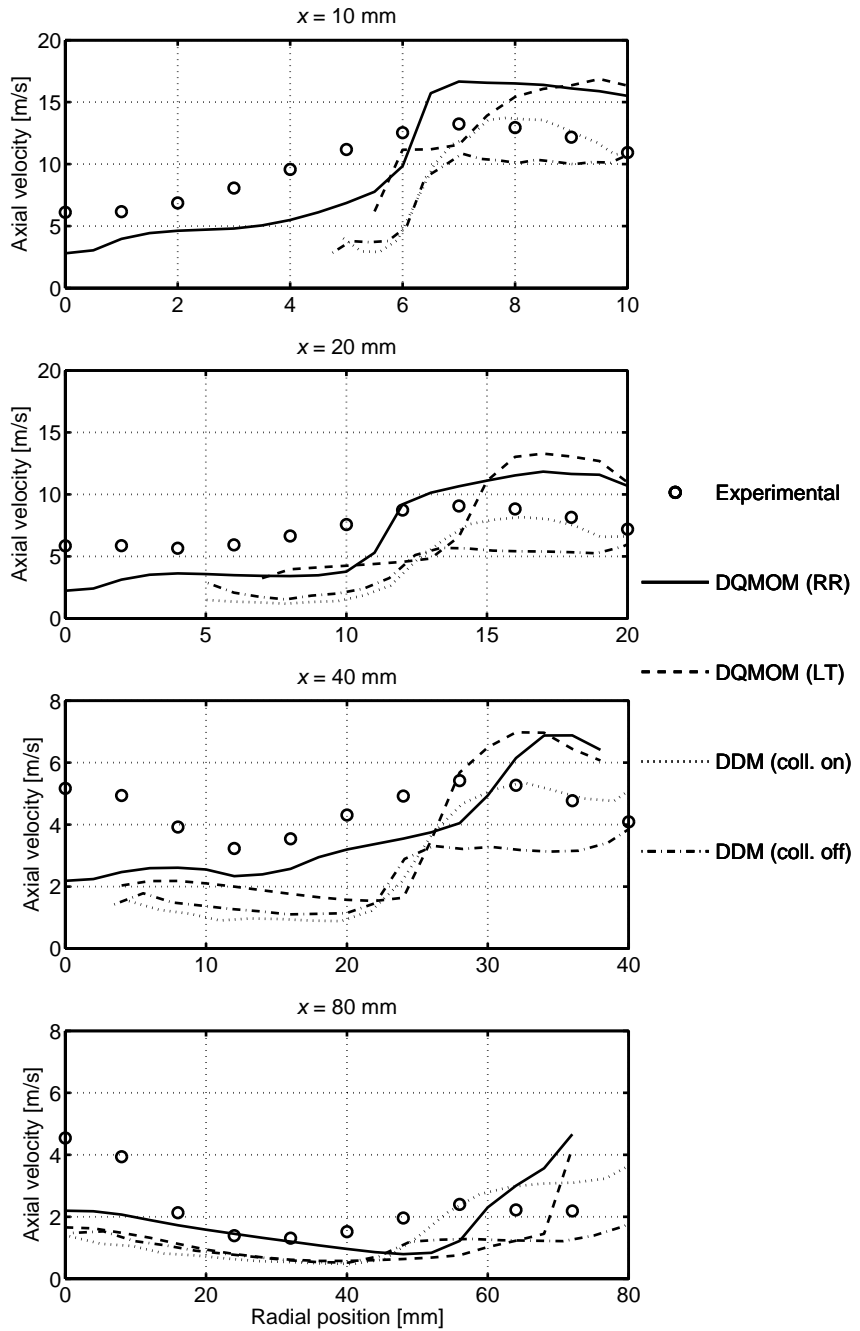 x = 10 mm
Axial velocity [m/s]
20
15
10
5
0
0 2 4 6 8 10
x = 20 mm
Axial velocity [m/s]
20
15
10
5
0
0 5 10 15 20
x = 40 mm
Axial velocity [m/s]
8
6
4
2
0
0 10 20 30 40
x = 80 mm
Axial velocity [m/s]
8
6
4
2
0
0 20 40 60 80
Radial position [mm]
Experimental
DQMOM (RR)
DQMOM (LT)
DDM (coll. on)
DDM (coll. off)